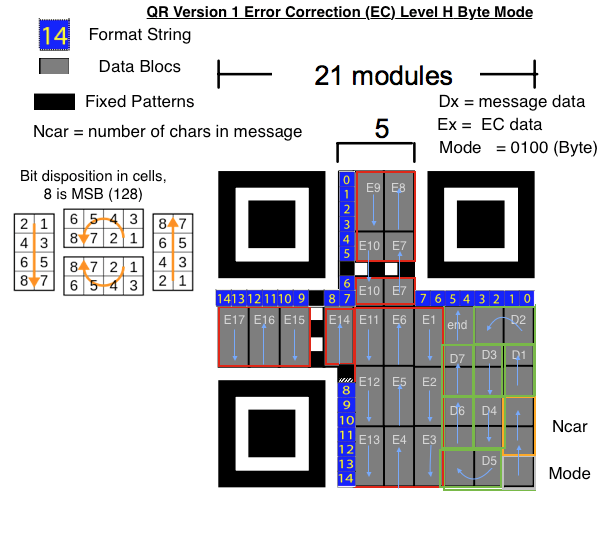 QR Version 1 Error Correction (EC) Level H Byte Mode
14 Format String
Data Blocs
Fixed Patterns
Ncar = number of chars in message
21 modules
Dx = message data
Ex = EC data
Mode = 0100 (Byte)
5
Bit disposition in cells,
8 is MSB (128)
2 1
4 3
6 5
8 7
6 5 4 3
8 7 2 1
8 7 2 1
6 5 4 3
8 7
6 5
4 3
2 1
0
1
2
3
4
5
E9 E8
E10 E7
6
E10 E7
14 13 12 11 10 9 8 7 7 6 5 4 3 2 1 0
E17 E16 E15 E14 E11 E6 E1 end D2
D7 D3 D1
8
9
10
11
12
13
14
E12 E5 E2
D6 D4
Ncar
E13 E4 E3
D5
Mode